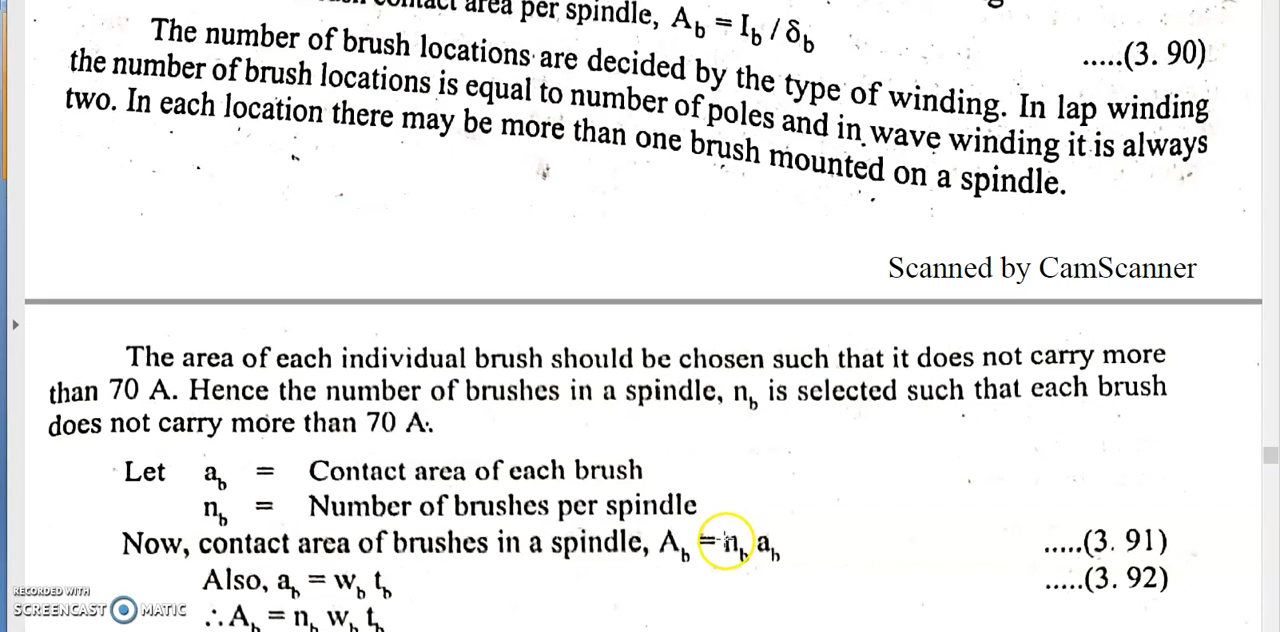 contact area per spindle, A_b = I_b / δ_b
.....(3. 90)
The number of brush locations are decided by the type of winding. In lap winding
the number of brush locations is equal to number of poles and in wave winding it is always
two. In each location there may be more than one brush mounted on a spindle.
Scanned by CamScanner
The area of each individual brush should be chosen such that it does not carry more
than 70 A. Hence the number of brushes in a spindle, n_b is selected such that each brush
does not carry more than 70 A.
Let a_b = Contact area of each brush
n_b = Number of brushes per spindle
Now, contact area of brushes in a spindle, A_b = n_b a_b .....(3. 91)
Also, a_b = w_b t_b .....(3. 92)
∴ A_b = n_b w_b t_b
RECORDED WITH
SCREENCAST MATIC